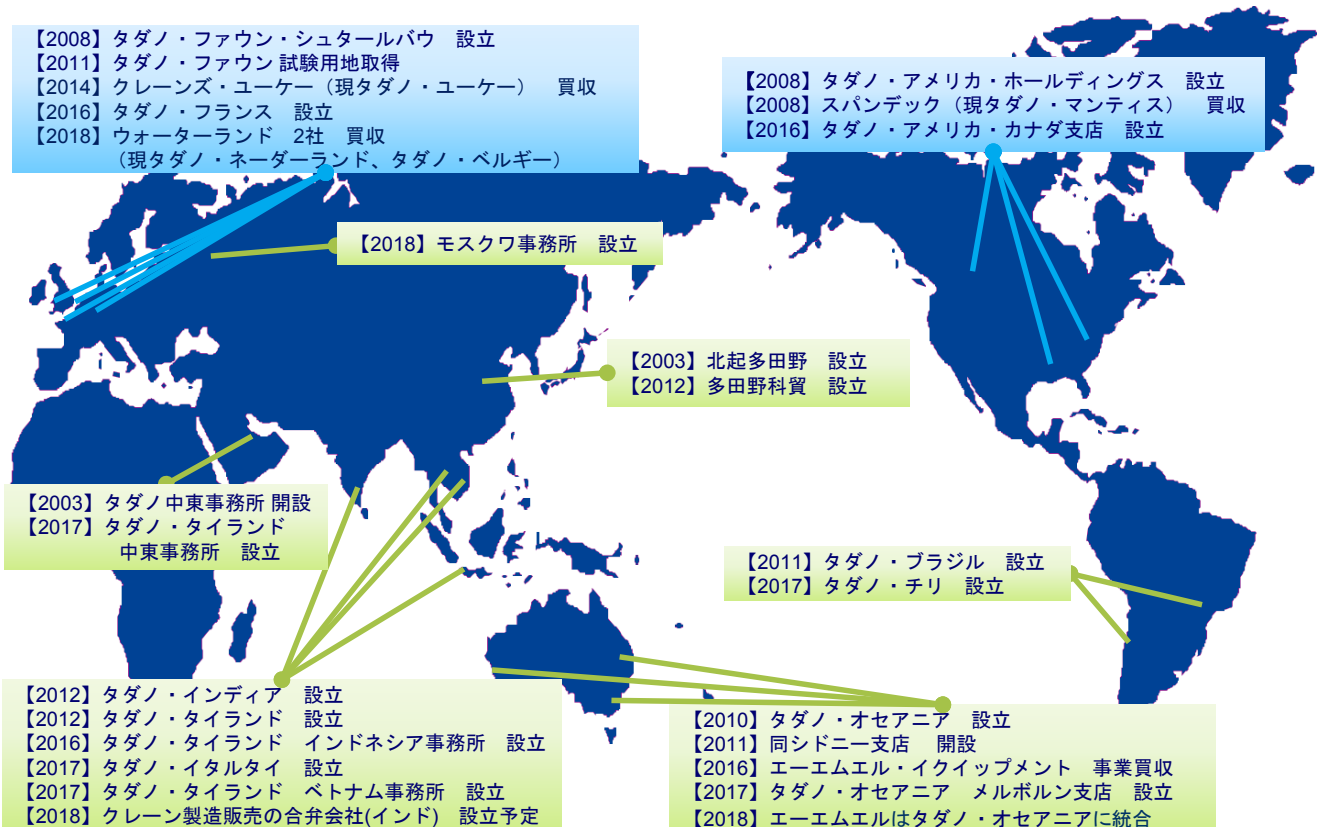 【2008】タダノ・ファウン・シュタールバウ　設立
【2011】タダノ・ファウン 試験用地取得
【2014】クレーンズ・ユーケー（現タダノ・ユーケー）　買収
【2016】タダノ・フランス　設立
【2018】ウォーターランド　2社　買収
（現タダノ・ネーダーランド、タダノ・ベルギー）
【2008】タダノ・アメリカ・ホールディングス　設立
【2008】スパンデック（現タダノ・マンティス）　買収
【2016】タダノ・アメリカ・カナダ支店　設立
【2018】モスクワ事務所　設立
【2003】北起多田野　設立
【2012】多田野科貿　設立
【2003】タダノ中東事務所 開設
【2017】タダノ・タイランド
中東事務所　設立
【2011】タダノ・ブラジル　設立
【2017】タダノ・チリ　設立
【2012】タダノ・インディア　設立
【2012】タダノ・タイランド　設立
【2016】タダノ・タイランド　インドネシア事務所　設立
【2017】タダノ・イタルタイ　設立
【2017】タダノ・タイランド　ベトナム事務所　設立
【2018】クレーン製造販売の合弁会社(インド)　設立予定
【2010】タダノ・オセアニア　設立
【2011】同シドニー支店　開設
【2016】エーエムエル・イクイップメント　事業買収
【2017】タダノ・オセアニア　メルボルン支店　設立
【2018】エーエムエルはタダノ・オセアニアに統合